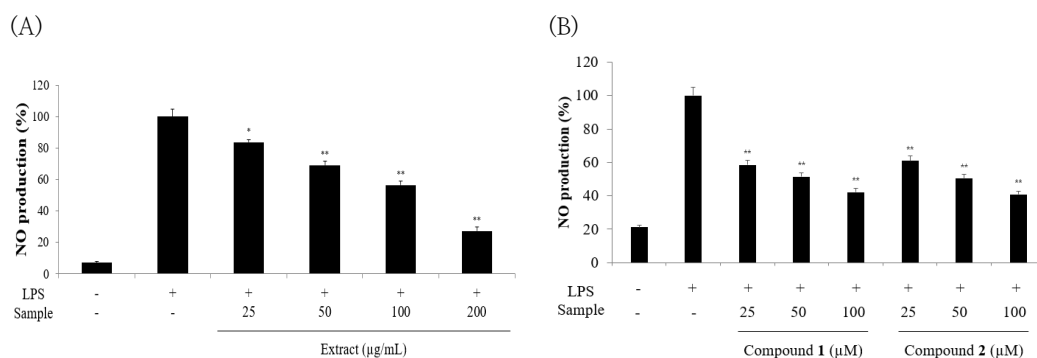 (A)
NO production (%)
120
100
80
60
40
20
0
*
**
**
**
LPS - + + + + +
Sample - - 25 50 100 200
Extract (µg/mL)
(B)
NO production (%)
120
100
80
60
40
20
0
**
**
**
**
**
**
LPS - + + + + + + +
Sample - - 25 50 100 25 50 100
Compound 1 (µM) Compound 2 (µM)